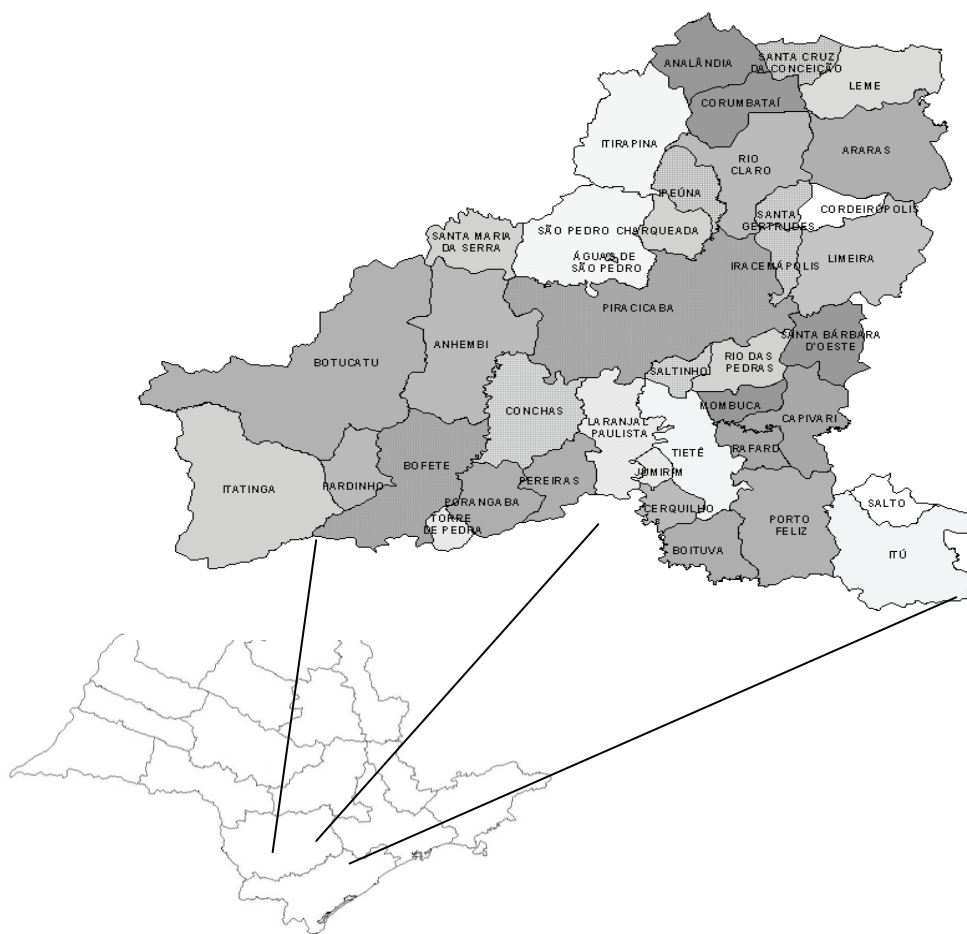 ANALÂNDIA
SANTA CRUZ
DA CONCEIÇÃO
LEME
CORUMBATAÍ
ITIRAPINA
RIO
CLARO
ARARAS
IPEÚNA
SANTA
GERTRUDES
CORDEIRÓPOLIS
SANTA MARIA
DA SERRA
SÃO PEDRO
CHARQUEADA
ÁGUAS DE
SÃO PEDRO
IRACEMÁPOLIS
LIMEIRA
PIRACICABA
SANTA BÁRBARA
D'OESTE
BOTUCATU
ANHEMBI
SALTINHO
RIO DAS
PEDRAS
CONCHAS
LARANJAL
PAULISTA
MOMBUCA
CAPIVARI
TIETÊ
RAFARD
ITATINGA
PARDINHO
BOFETE
PEREIRAS
JUMIRIM
PORANGABA
CERQUILHO
TORRE
DE PEDRA
PORTO
FELIZ
SALTO
BOITUVA
ITÚ